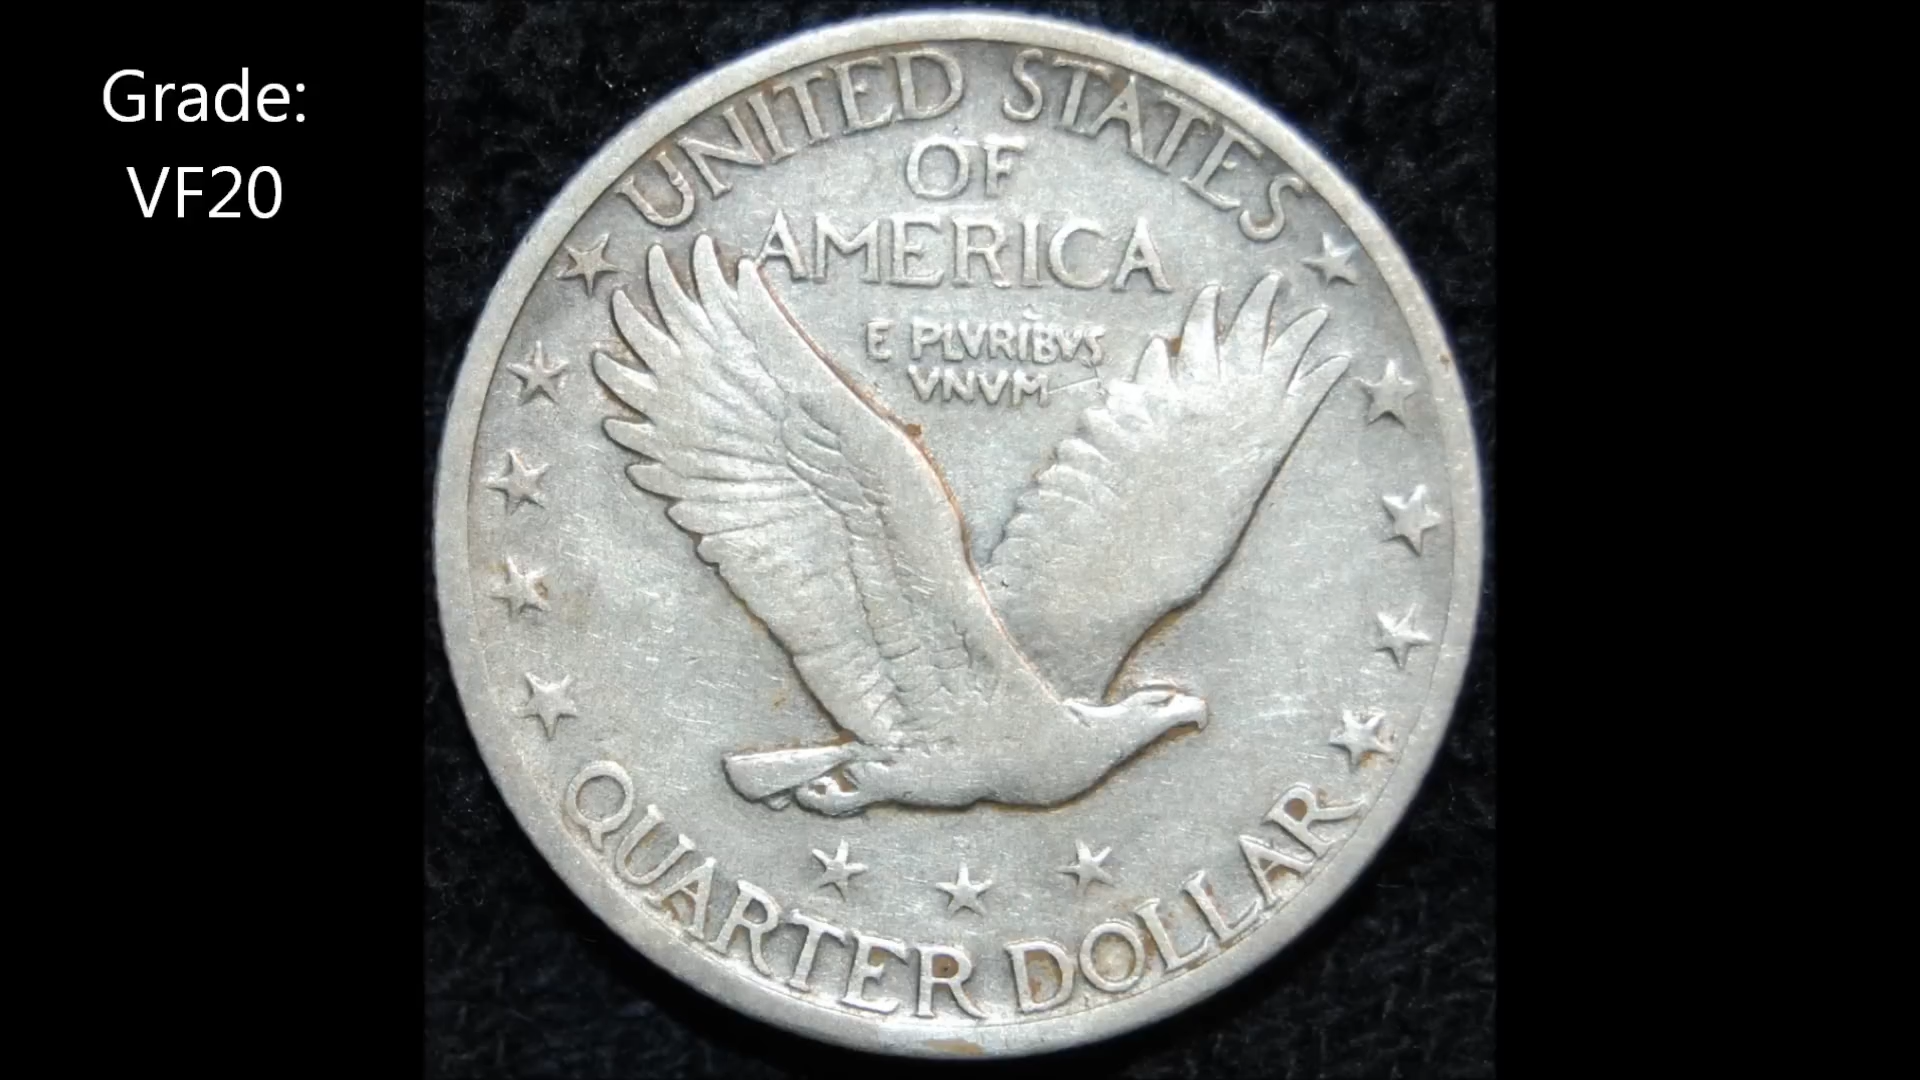 Grade:
VF20
UNITED STATES
OF
AMERICA
E PLVRIBVS
VNVM
QUARTER DOLLAR